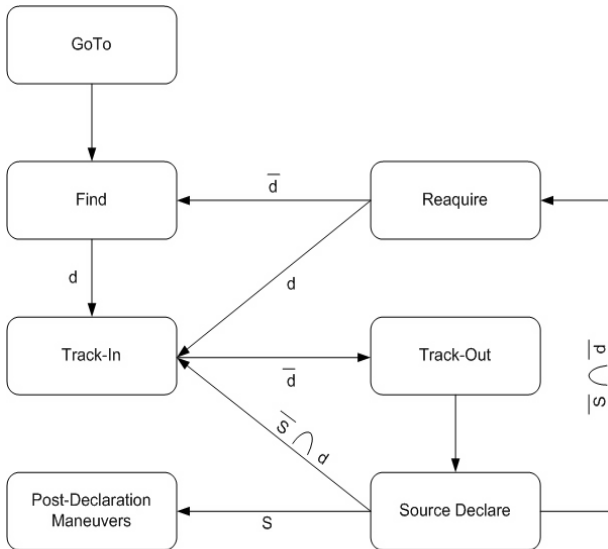 GoTo
Find
d̅
Reaquire
d
d
Track-In
d̅
Track-Out
S̅ ∩ d
S̅ ∩ d̅
Post-Declaration
Maneuvers
S
Source Declare